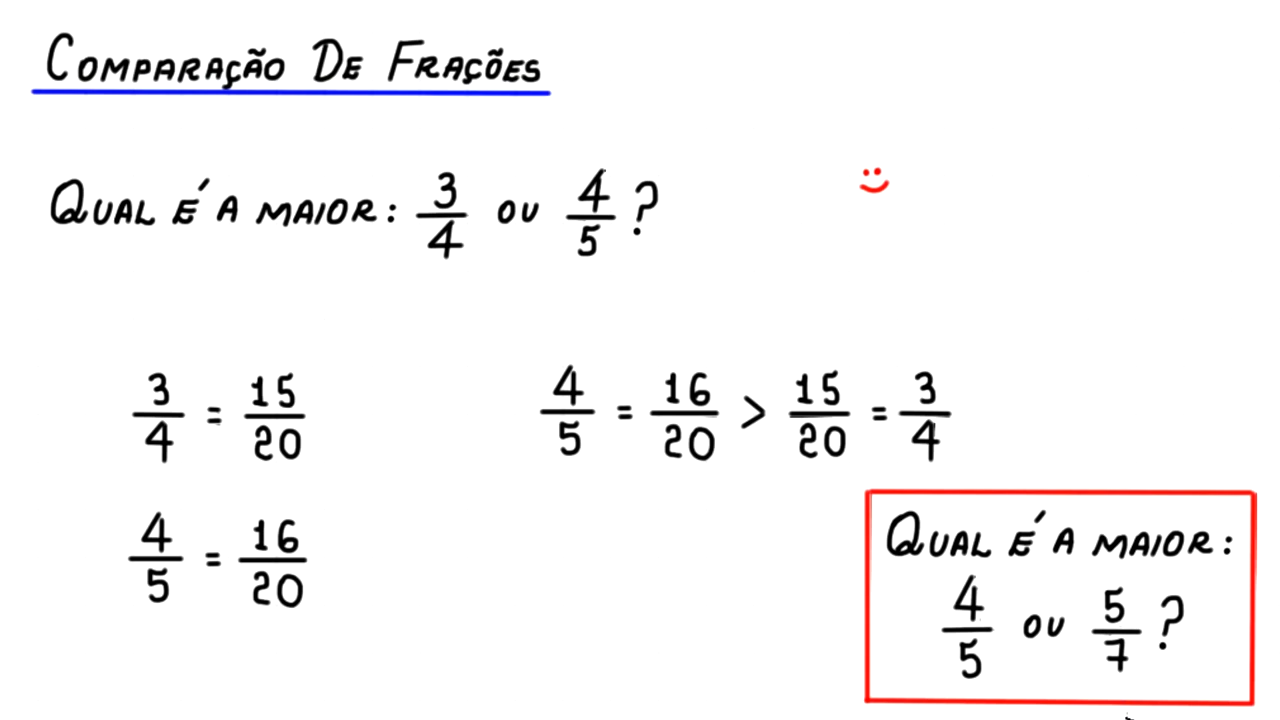 COMPARAÇÃO DE FRAÇÕES
QUAL É A MAIOR: 3/4 OU 4/5?
3/4 = 15/20
4/5 = 16/20 > 15/20 = 3/4
4/5 = 16/20
QUAL É A MAIOR:
4/5 OU 5/7?